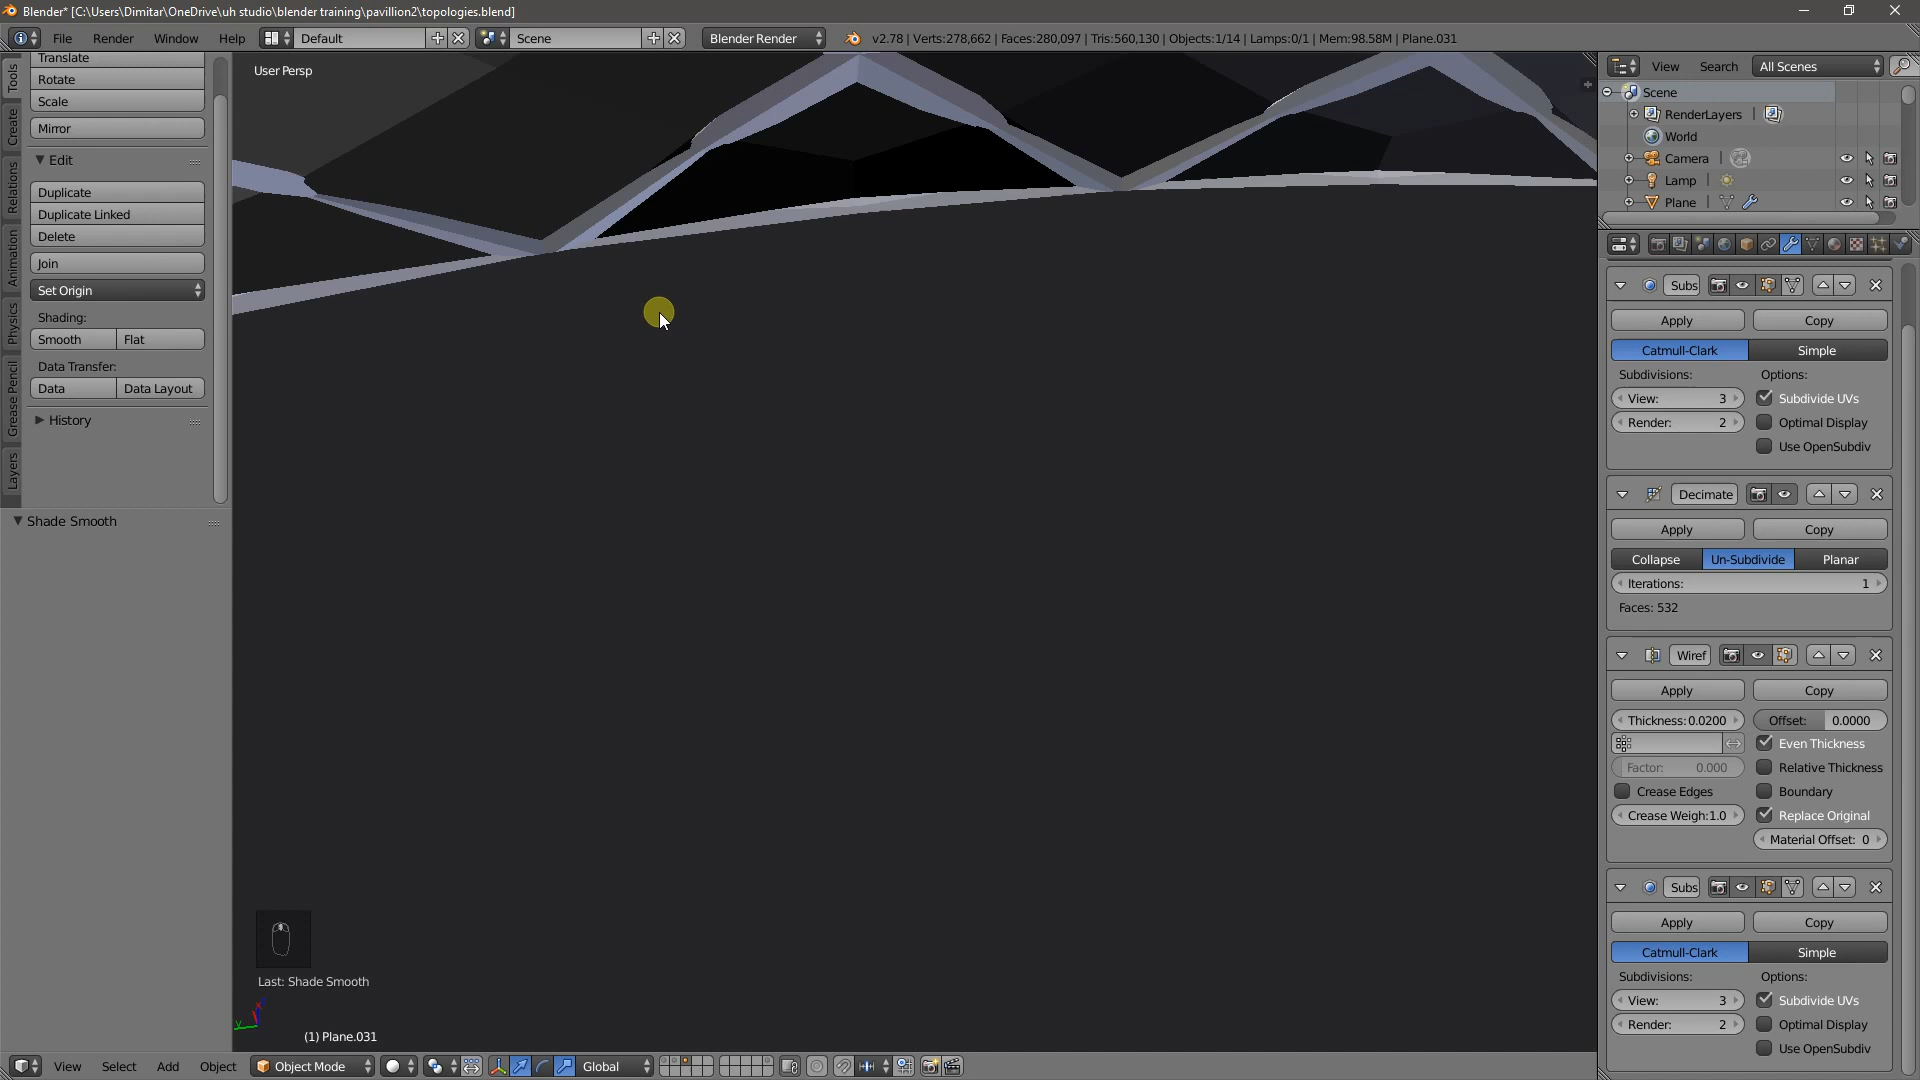 Blender* [C:\Users\Dimitar\OneDrive\uh studio\blender training\pavillion2\topologies.blend]
File Render Window Help Default Scene Blender Render v2.78 | Verts:278,662 | Faces:280,097 | Tris:560,130 | Objects:1/14 | Lamps:0/1 | Mem:98.58M | Plane.031
Tools
Create
Relations
Animation
Physics
Grease Pencil
Layers
Translate
Rotate
Scale
Mirror
Edit
Duplicate
Duplicate Linked
Delete
Join
Set Origin
Shading:
Smooth Flat
Data Transfer:
Data Data Layout
History
Shade Smooth
User Persp
Last: Shade Smooth
x
y
(1) Plane.031
View Select Add Object Object Mode Global
View Search All Scenes
Scene
RenderLayers
World
Camera
Lamp
Plane
Subs
Apply Copy
Catmull-Clark Simple
Subdivisions: Options:
View: 3 Subdivide UVs
Render: 2 Optimal Display
Use OpenSubdiv
Decimate
Apply Copy
Collapse Un-Subdivide Planar
Iterations: 1
Faces: 532
Wiref
Apply Copy
Thickness:0.0200 Offset: 0.0000
Even Thickness
Factor: 0.000 Relative Thickness
Crease Edges Boundary
Crease Weigh:1.0 Replace Original
Material Offset: 0
Subs
Apply Copy
Catmull-Clark Simple
Subdivisions: Options:
View: 3 Subdivide UVs
Render: 2 Optimal Display
Use OpenSubdiv